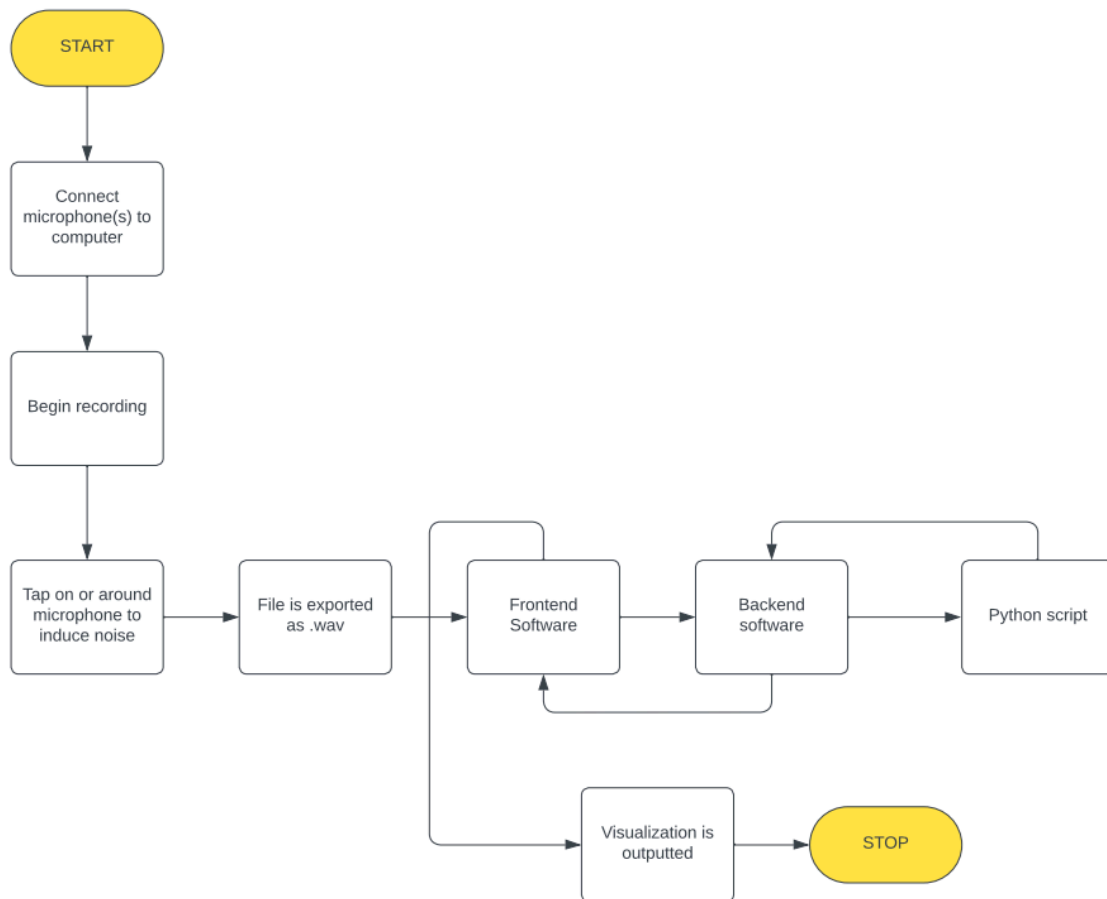 START
Connect
microphone(s) to
computer
Begin recording
Tap on or around
microphone to
induce noise
File is exported
as .wav
Frontend
Software
Backend
software
Python script
Visualization is
outputted
STOP